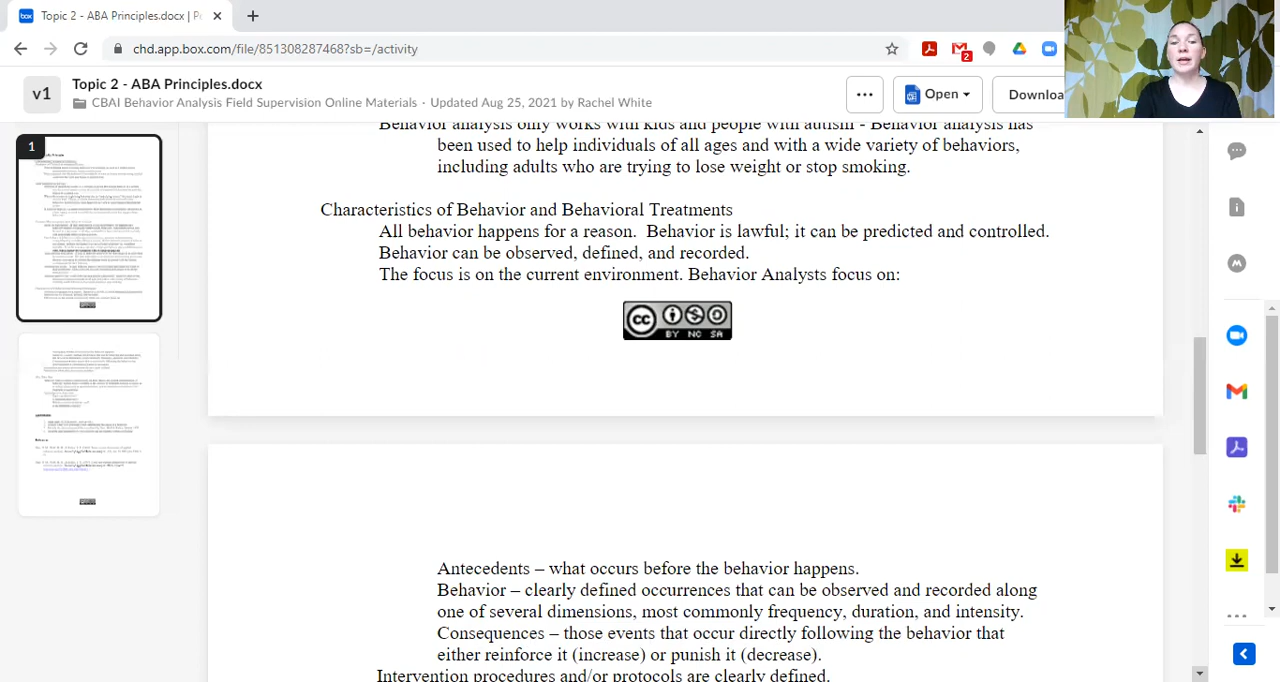 Topic 2 - ABA Principles.docx | Po
chd.app.box.com/file/851308287468?sb=/activity
2
v1
Topic 2 - ABA Principles.docx
CBAI Behavior Analysis Field Supervision Online Materials · Updated Aug 25, 2021 by Rachel White
Open
Downloa
1
Behavior analysis only works with kids and people with autism - Behavior analysis has
been used to help individuals of all ages and with a wide variety of behaviors,
including adults who are trying to lose weight or stop smoking.
Characteristics of Behavior and Behavioral Treatments
All behavior happens for a reason. Behavior is lawful; it can be predicted and controlled.
Behavior can be observed, defined, and recorded.
The focus is on the current environment. Behavior Analysts focus on:
CC BY NC SA
Antecedents – what occurs before the behavior happens.
Behavior – clearly defined occurrences that can be observed and recorded along
one of several dimensions, most commonly frequency, duration, and intensity.
Consequences – those events that occur directly following the behavior that
either reinforce it (increase) or punish it (decrease).
Intervention procedures and/or protocols are clearly defined.